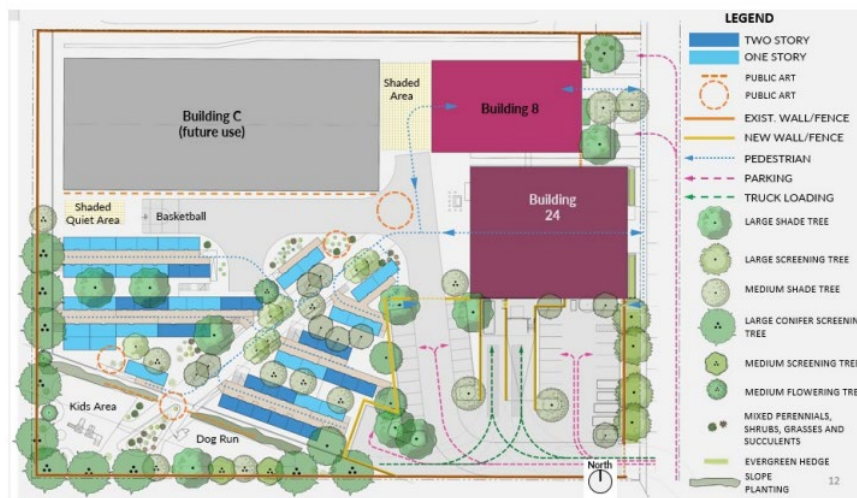 LEGEND
TWO STORY
ONE STORY
PUBLIC ART
PUBLIC ART
EXIST. WALL/FENCE
NEW WALL/FENCE
PEDESTRIAN
PARKING
TRUCK LOADING
LARGE SHADE TREE
LARGE SCREENING TREE
MEDIUM SHADE TREE
LARGE CONIFER SCREENING
TREE
MEDIUM SCREENING TREE
MEDIUM FLOWERING TREE
MIXED PERENNIALS,
SHRUBS, GRASSES AND
SUCCULENTS
EVERGREEN HEDGE
SLOPE
PLANTING
12
Building C
(future use)
Shaded
Area
Building 8
Building
24
Shaded
Quiet Area
Basketball
Kids Area
Dog Run
North